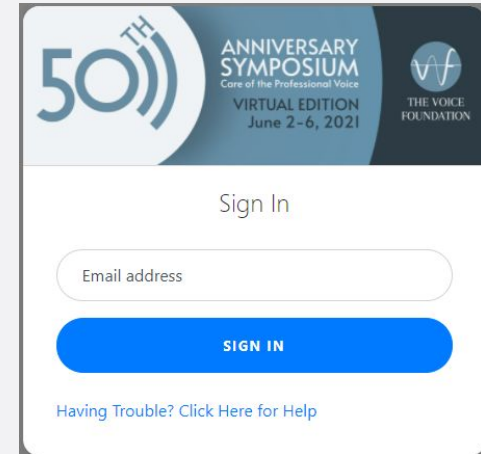 50TH
ANNIVERSARY
SYMPOSIUM
Care of the Professional Voice
VIRTUAL EDITION
June 2-6, 2021
THE VOICE
FOUNDATION
Sign In
Email address
SIGN IN
Having Trouble? Click Here for Help